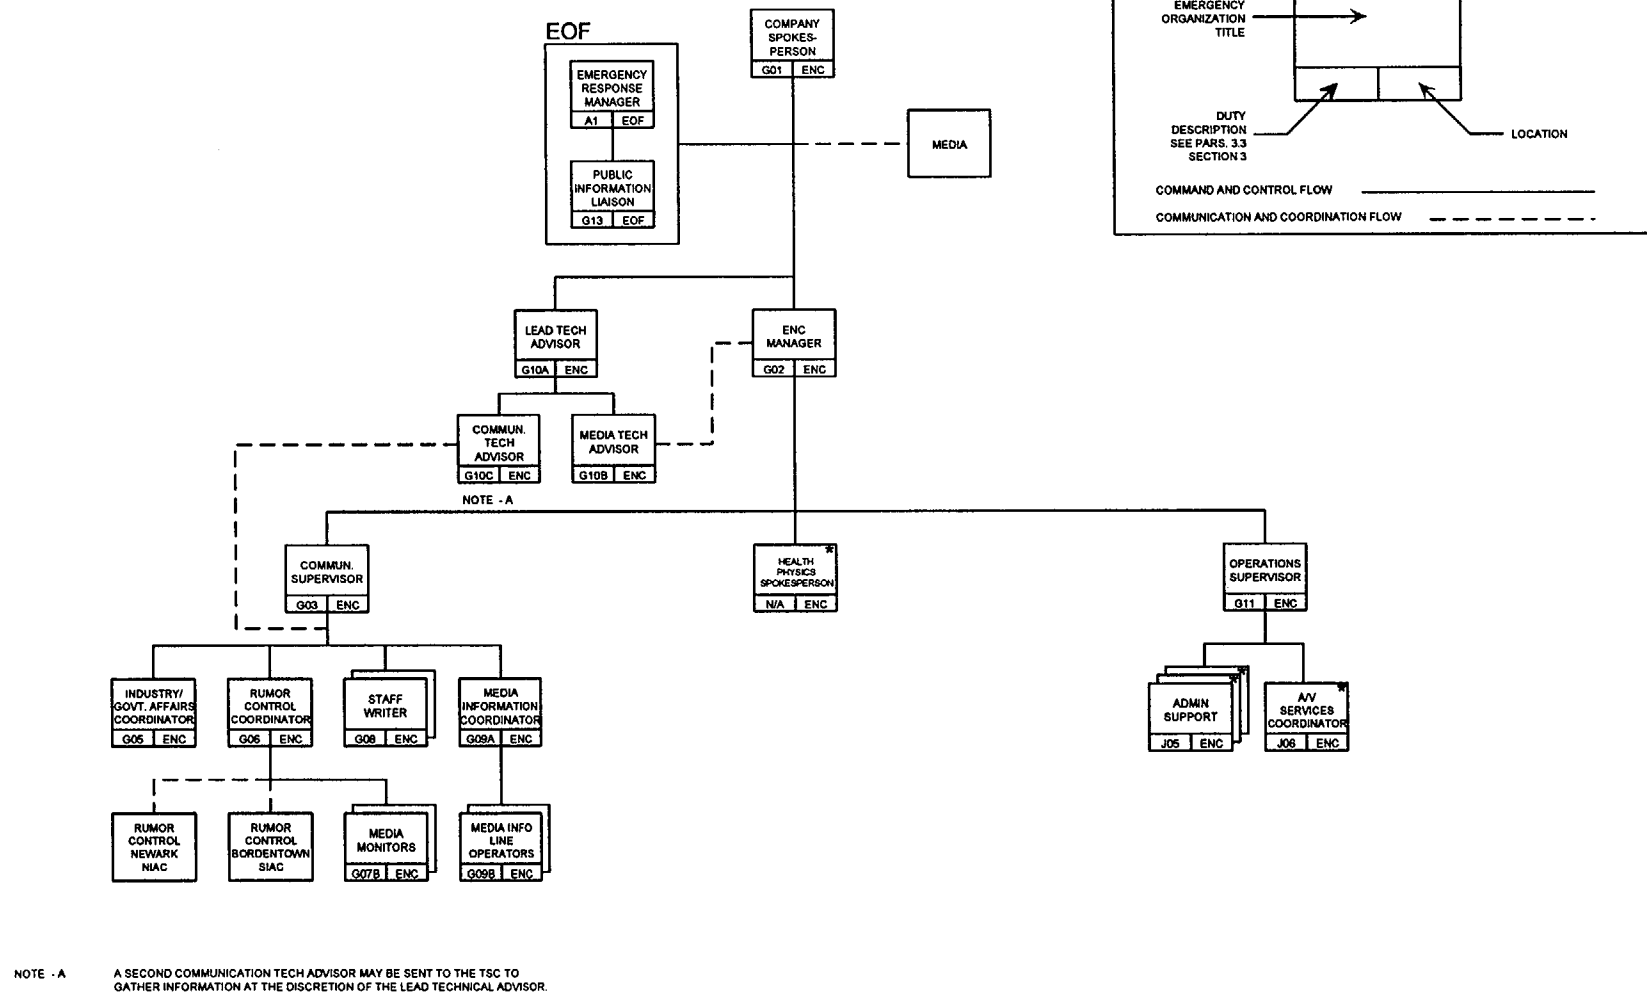 EOF
COMPANY
SPOKES-
PERSON
G01 ENC
EMERGENCY
RESPONSE
MANAGER
A1 EOF
PUBLIC
INFORMATION
LIAISON
G13 EOF
MEDIA
EMERGENCY
ORGANIZATION
TITLE
DUTY
DESCRIPTION
SEE PARS. 3.3
SECTION 3
LOCATION
COMMAND AND CONTROL FLOW
COMMUNICATION AND COORDINATION FLOW
LEAD TECH
ADVISOR
G10A ENC
ENC
MANAGER
G02 ENC
COMMUN.
TECH
ADVISOR
G10C ENC
MEDIA TECH
ADVISOR
G10B ENC
NOTE - A
COMMUN.
SUPERVISOR
G03 ENC
*
HEALTH
PHYSICS
SPOKESPERSON
N/A ENC
OPERATIONS
SUPERVISOR
G11 ENC
INDUSTRY/
GOVT. AFFAIRS
COORDINATOR
G05 ENC
RUMOR
CONTROL
COORDINATOR
G06 ENC
STAFF
WRITER
G08 ENC
MEDIA
INFORMATION
COORDINATOR
G09A ENC
* *
ADMIN
SUPPORT
J05 ENC
*
A/V
SERVICES
COORDINATOR
J06 ENC
RUMOR
CONTROL
NEWARK
NIAC
RUMOR
CONTROL
BORDENTOWN
SIAC
MEDIA
MONITORS
G07B ENC
MEDIA INFO
LINE
OPERATORS
G09B ENC
NOTE - A A SECOND COMMUNICATION TECH ADVISOR MAY BE SENT TO THE TSC TO
GATHER INFORMATION AT THE DISCRETION OF THE LEAD TECHNICAL ADVISOR.